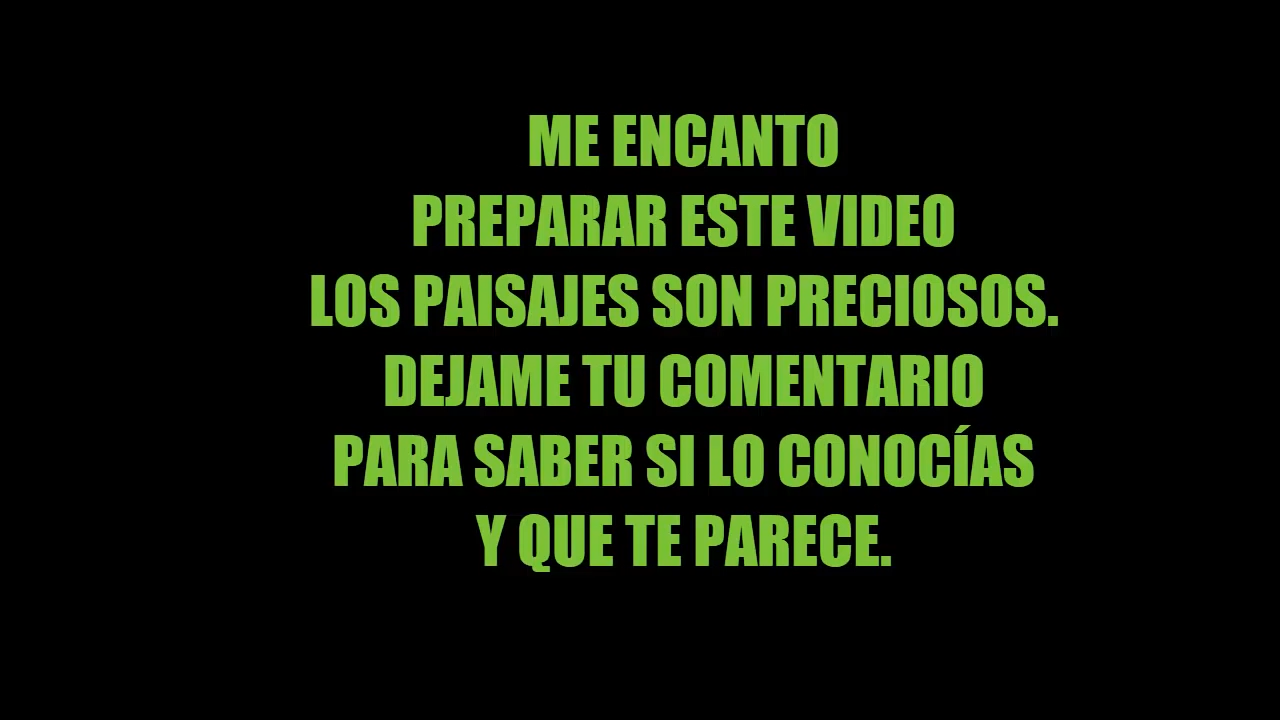 ME ENCANTO
PREPARAR ESTE VIDEO
LOS PAISAJES SON PRECIOSOS.
DEJAME TU COMENTARIO
PARA SABER SI LO CONOCÍAS
Y QUE TE PARECE.